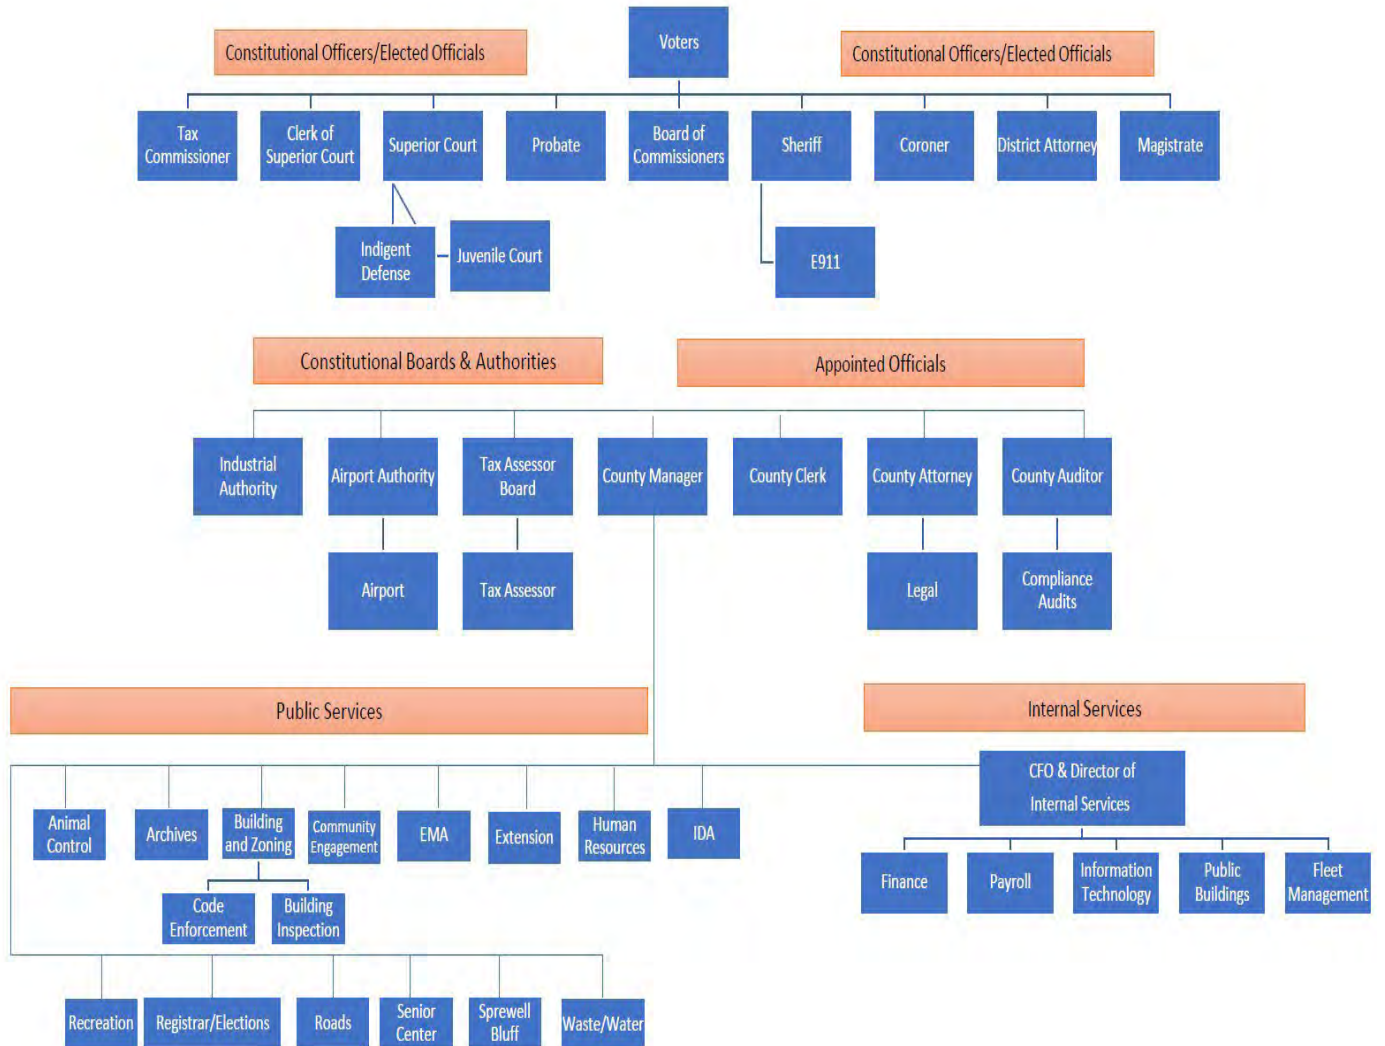 Constitutional Officers/Elected Officials
Voters
Constitutional Officers/Elected Officials
Tax
Commissioner
Clerk of
Superior Court
Superior Court
Probate
Board of
Commissioners
Sheriff
Coroner
District Attorney
Magistrate
Indigent
Defense
Juvenile Court
E911
Constitutional Boards & Authorities
Appointed Officials
Industrial
Authority
Airport Authority
Tax Assessor
Board
County Manager
County Clerk
County Attorney
County Auditor
Airport
Tax Assessor
Legal
Compliance
Audits
Public Services
Internal Services
CFO & Director of
Internal Services
Animal
Control
Archives
Building
and Zoning
Community
Engagement
EMA
Extension
Human
Resources
IDA
Finance
Payroll
Information
Technology
Public
Buildings
Fleet
Management
Code
Enforcement
Building
Inspection
Recreation
Registrar/Elections
Roads
Senior
Center
Sprewell
Bluff
Waste/Water